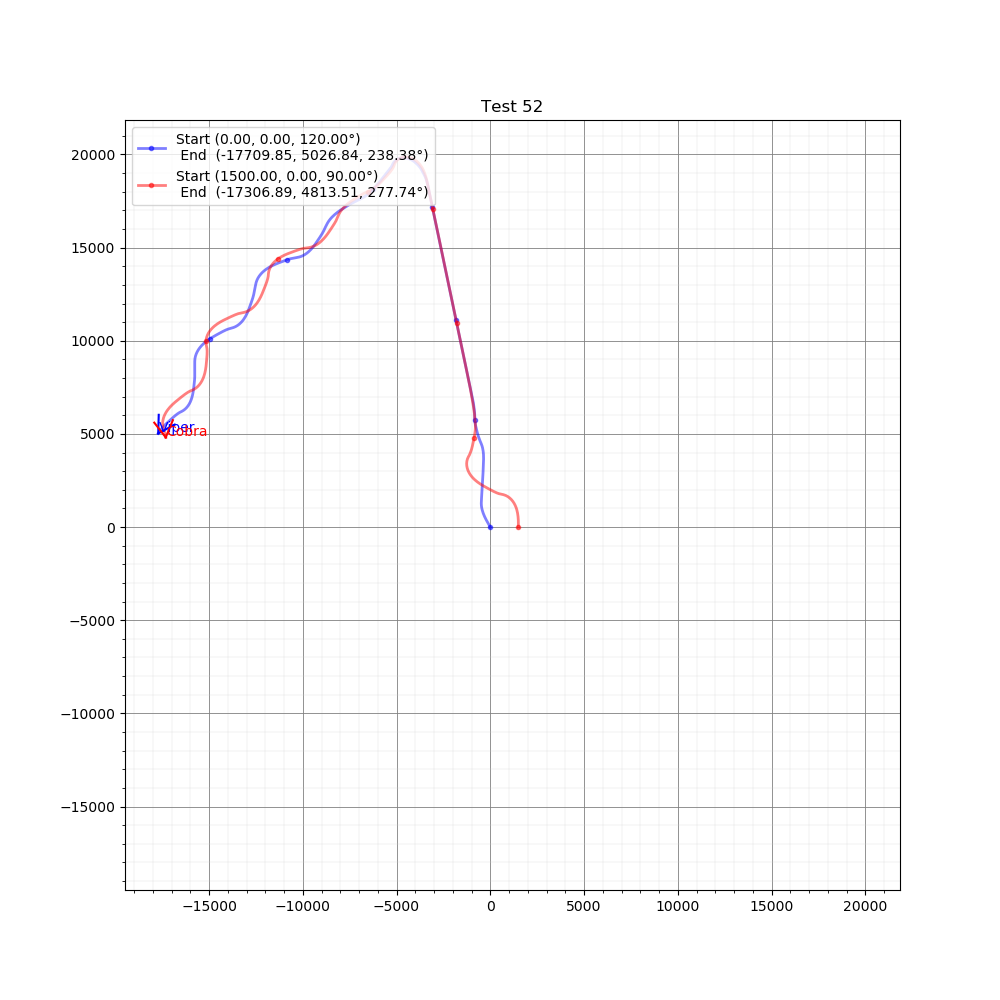 Test 52
Start (0.00, 0.00, 120.00°)
End (-17709.85, 5026.84, 238.38°)
Start (1500.00, 0.00, 90.00°)
End (-17306.89, 4813.51, 277.74°)
20000
15000
10000
5000
0
−5000
−10000
−15000
Cobra
−15000 −10000 −5000 0 5000 10000 15000 20000